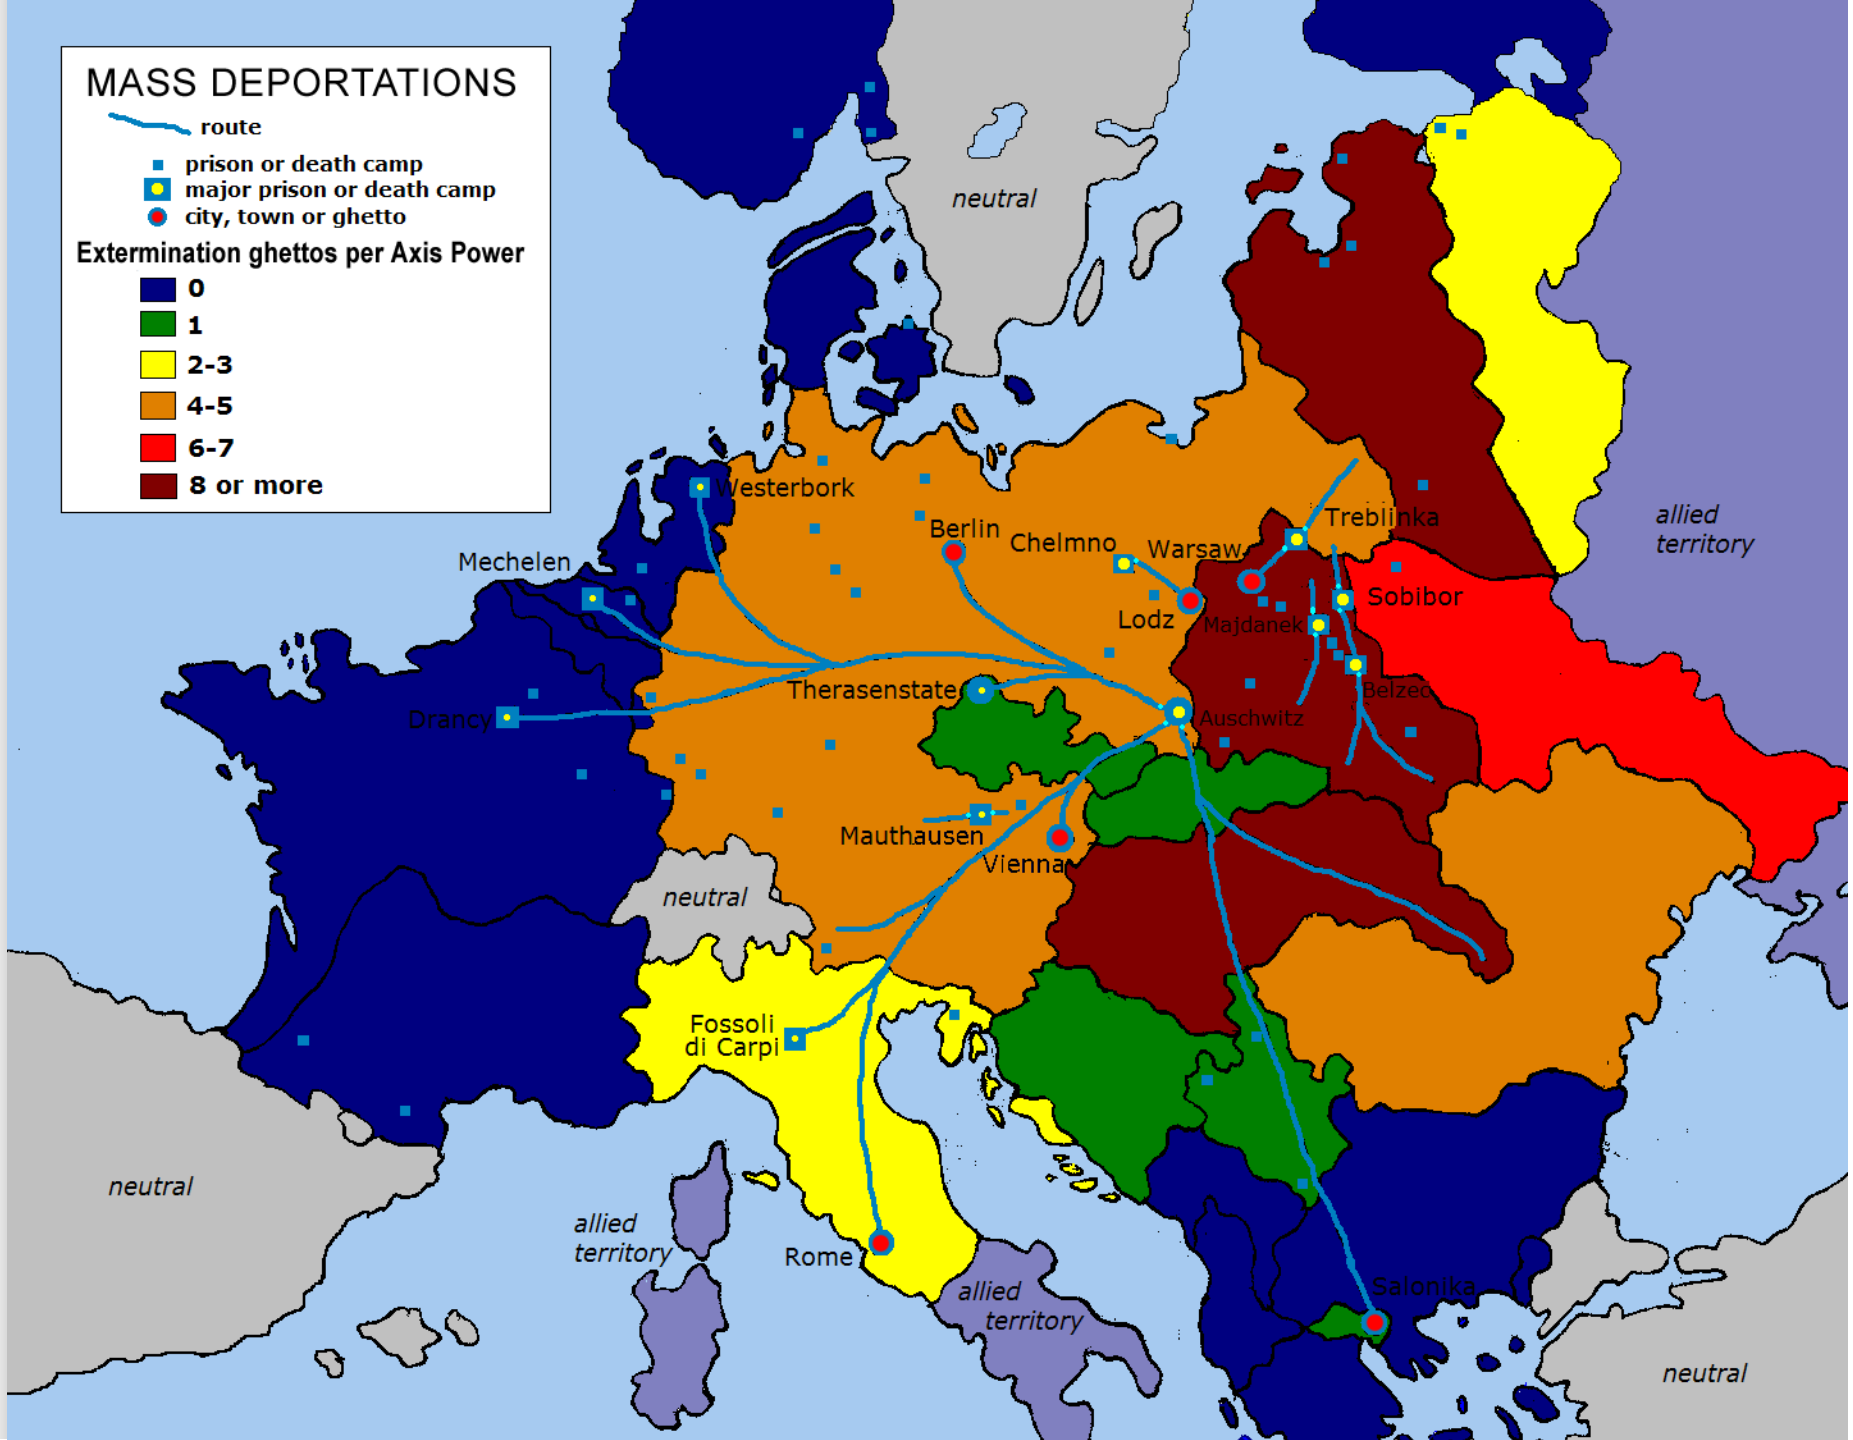 MASS DEPORTATIONS
route
prison or death camp
major prison or death camp
city, town or ghetto
Extermination ghettos per Axis Power
0
1
2-3
4-5
6-7
8 or more
neutral
allied
territory
Westerbork
Mechelen
Berlin
Chelmno
Warsaw
Treblinka
Lodz
Majdanek
Sobibor
Belzec
Therasenstate
Drancy
Auschwitz
Mauthausen
Vienna
neutral
Fossoli
di Carpi
neutral
allied
territory
Rome
allied
territory
Salonika
neutral